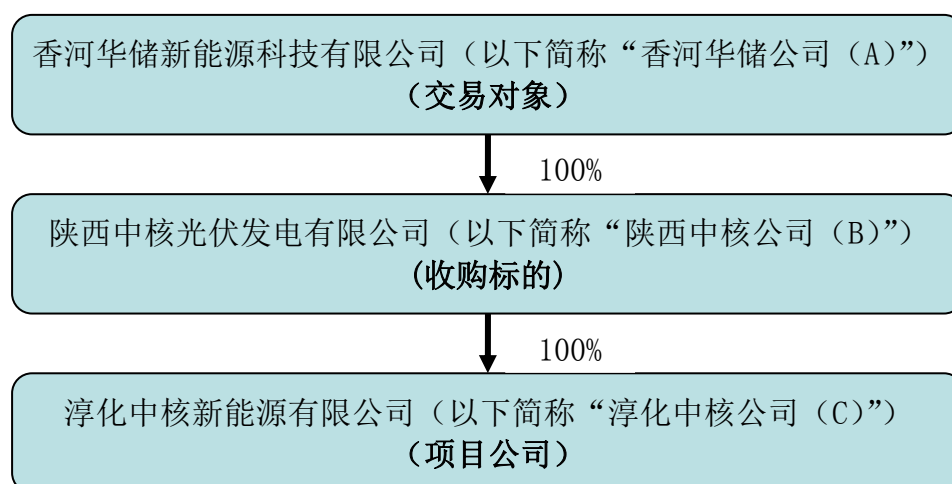 香河华储新能源科技有限公司（以下简称“香河华储公司（A）”）
（交易对象）
100%
陕西中核光伏发电有限公司（以下简称“陕西中核公司（B）”）
(收购标的)
100%
淳化中核新能源有限公司（以下简称“淳化中核公司（C）”）
（项目公司）